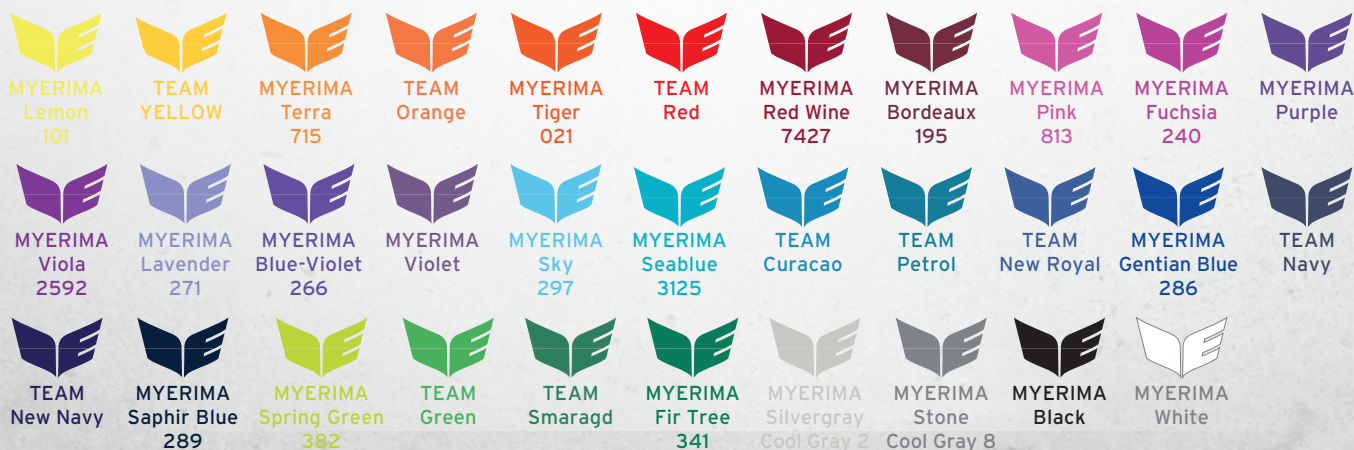 MYERIMA TEAM MYERIMA TEAM MYERIMA TEAM MYERIMA MYERIMA MYERIMA MYERIMA MYERIMA
Lemon YELLOW Terra Orange Tiger Red Red Wine Bordeaux Pink Fuchsia Purple
101 715 021 7427 195 813 240
MYERIMA MYERIMA MYERIMA MYERIMA MYERIMA MYERIMA TEAM TEAM TEAM MYERIMA TEAM
Viola Lavender Blue-Violet Violet Sky Seablue Curacao Petrol New Royal Gentian Blue Navy
2592 271 266 297 3125 286
TEAM MYERIMA MYERIMA TEAM TEAM MYERIMA MYERIMA MYERIMA MYERIMA MYERIMA
New Navy Saphir Blue Spring Green Green Smaragd Fir Tree Silvergray Stone Black White
289 382 341 Cool Gray 2 Cool Gray 8